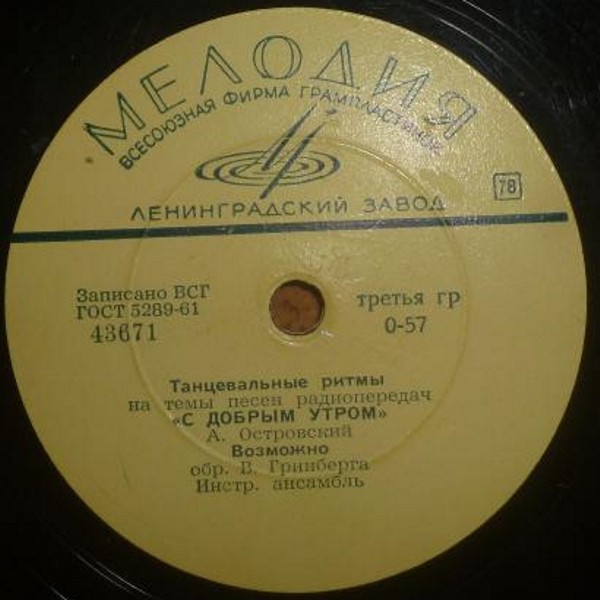 МЕЛОДИЯ
ВСЕСОЮЗНАЯ ФИРМА ГРАМПЛАСТИНОК
78
ЛЕНИНГРАДСКИЙ ЗАВОД
Записано ВСГ
ГОСТ 5289-61
43671
третья гр
0-57
Танцевальные ритмы
на темы песен радиопередач
«С ДОБРЫМ УТРОМ»
А. Островский
Возможно
обр. В. Гринберга
Инстр. ансамбль